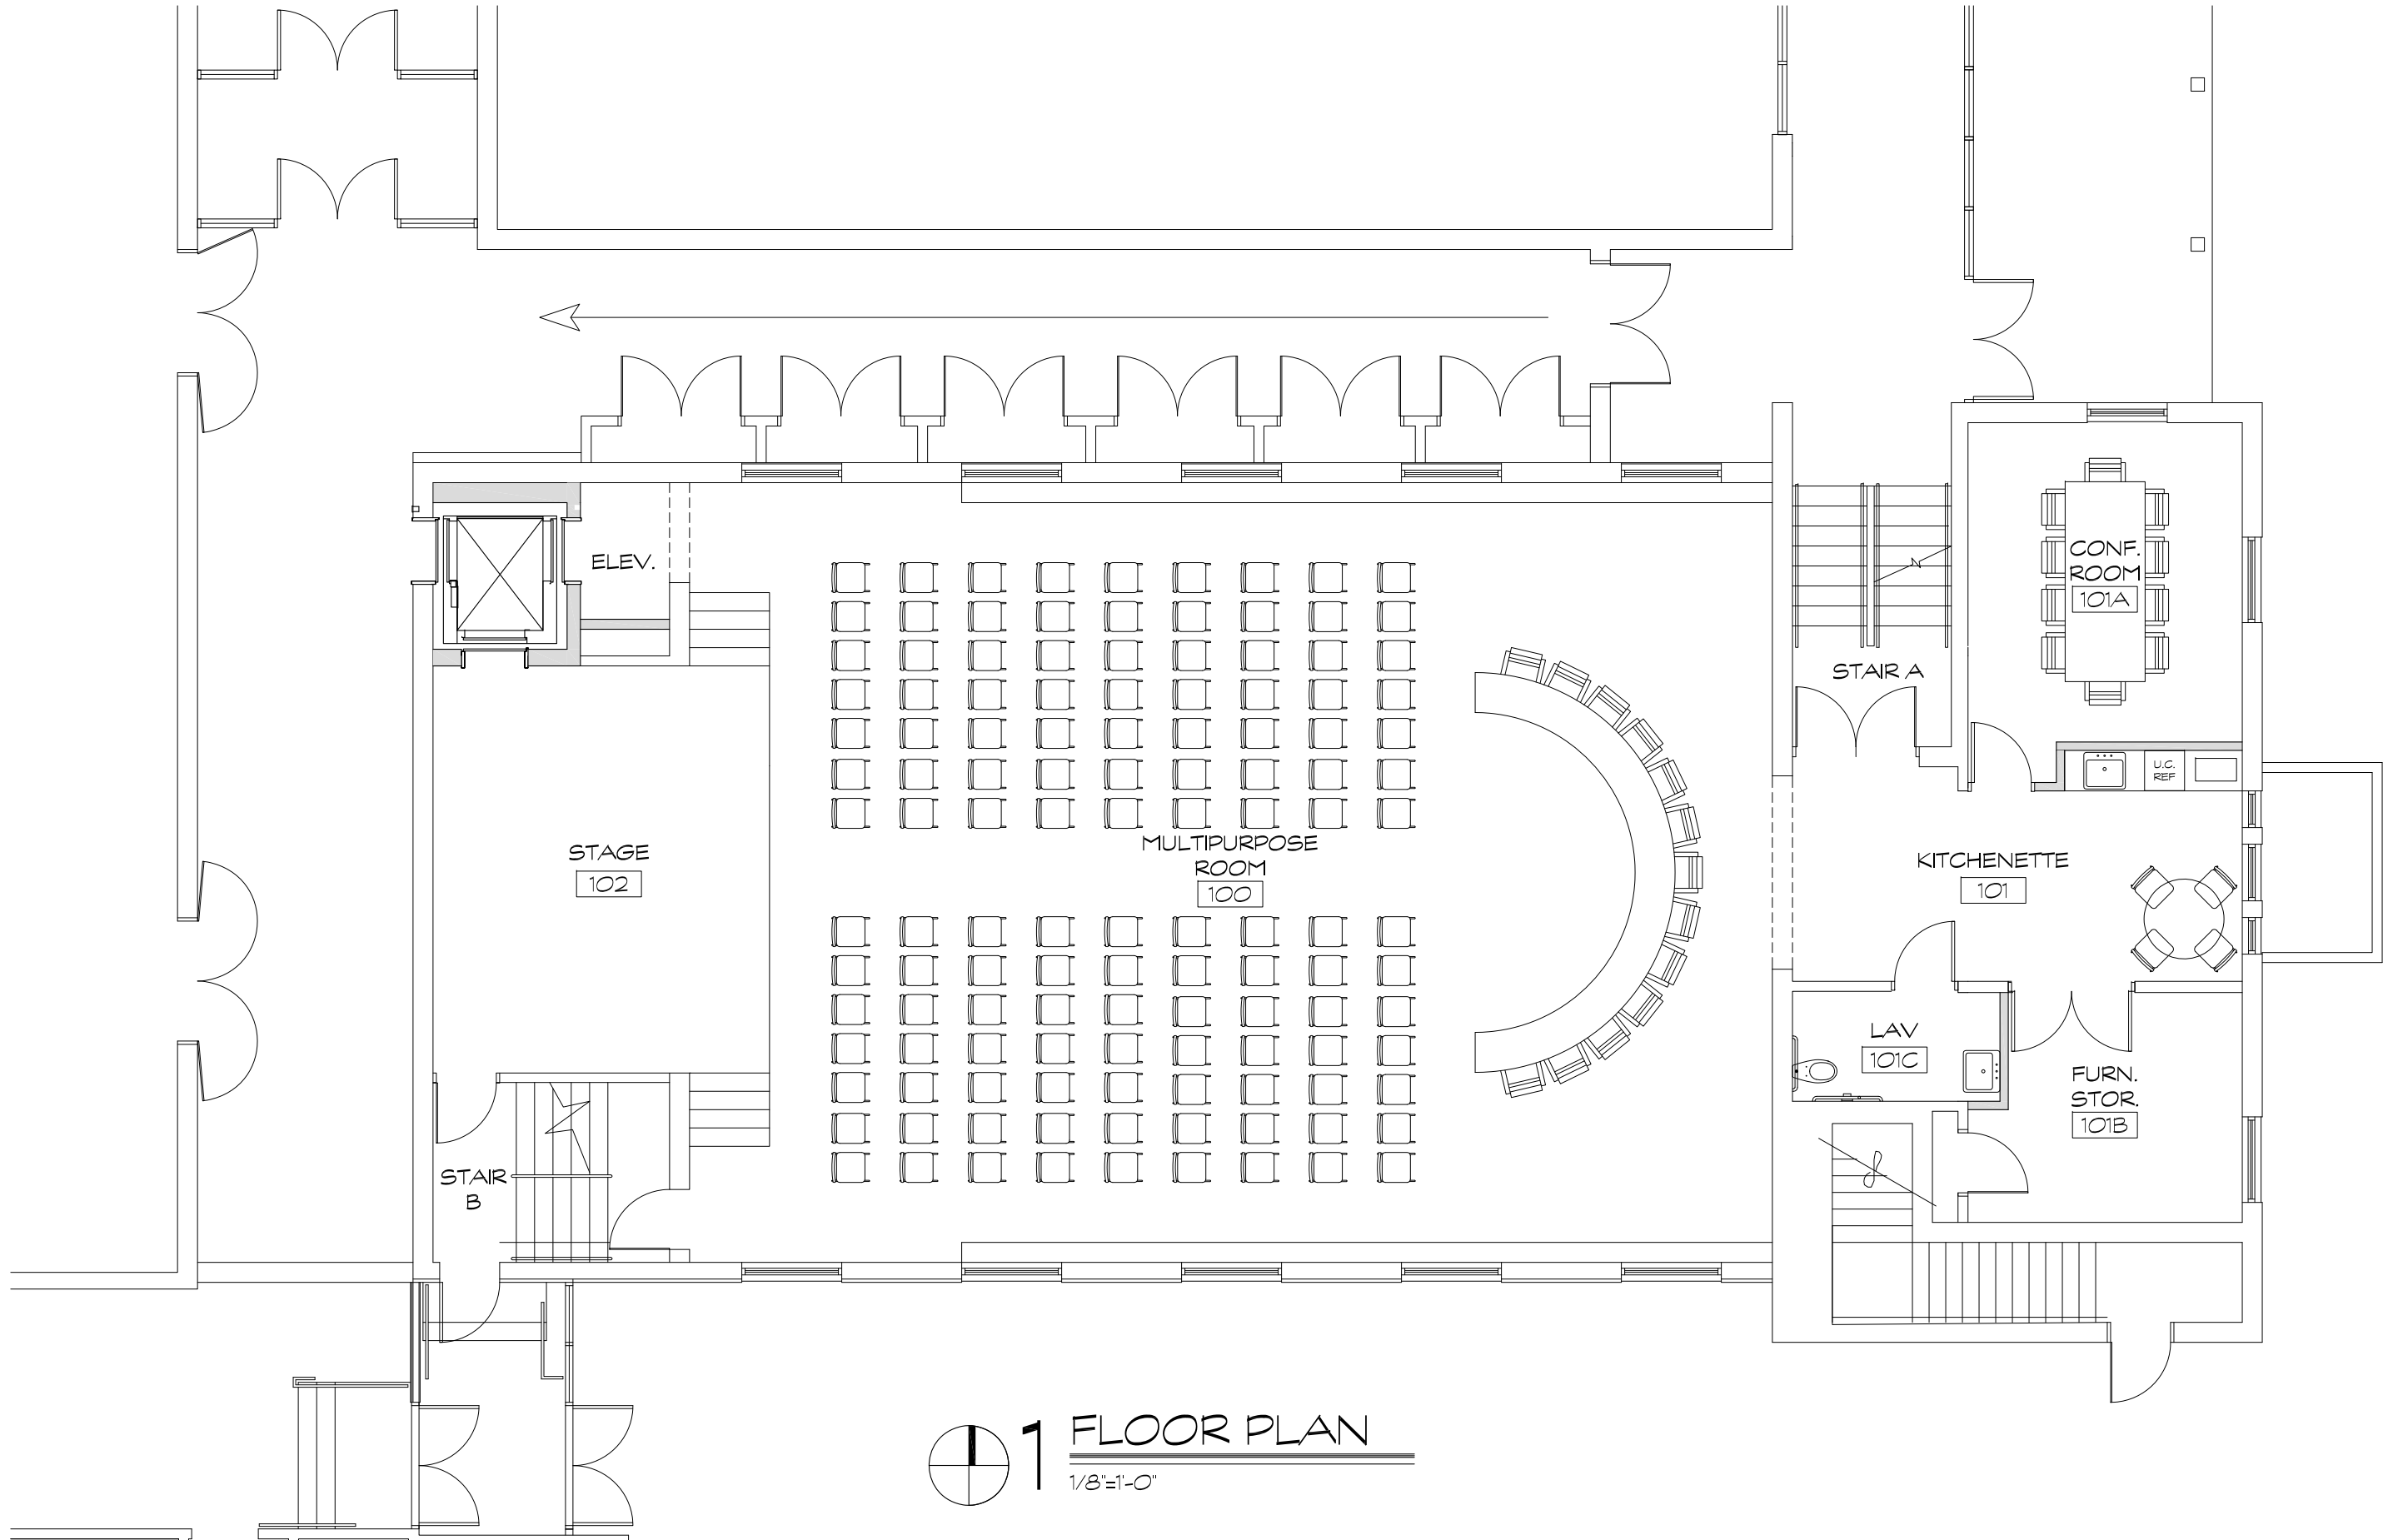 ELEV.
CONF.
ROOM
101A
STAIR A
U.C.
REF
MULTIPURPOSE
ROOM
100
STAGE
102
KITCHENETTE
101
LAV
101C
FURN.
STOR.
101B
STAIR
B
1
FLOOR PLAN
1/8"=1'-0"